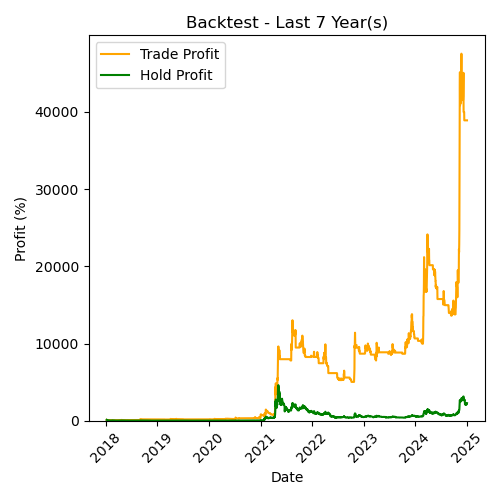 Backtest - Last 7 Year(s)
Trade Profit
Hold Profit
Profit (%)
40000
30000
20000
10000
0
2018 2019 2020 2021 2022 2023 2024 2025
Date